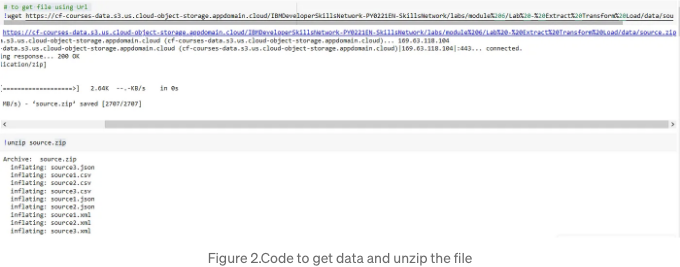 # to get file using Url
!wget https://cf-courses-data.s3.us.cloud-object-storage.appdomain.cloud/IBMDeveloperSkillsNetwork-PY0221EN-SkillsNetwork/labs/module%206/Lab%20-%20Extract%20Transform%20Load/data/sou
https://cf-courses-data.s3.us.cloud-object-storage.appdomain.cloud/IBMDeveloperSkillsNetwork-PY0221EN-SkillsNetwork/labs/module%206/Lab%20-%20Extract%20Transform%20Load/data/source.zip
.s3.us.cloud-object-storage.appdomain.cloud (cf-courses-data.s3.us.cloud-object-storage.appdomain.cloud)... 169.63.118.104
-data.s3.us.cloud-object-storage.appdomain.cloud (cf-courses-data.s3.us.cloud-object-storage.appdomain.cloud)|169.63.118.104|:443... connected.
ing response... 200 OK
lication/zip]
[===================>] 2.64K --.-KB/s in 0s
MB/s) - 'source.zip' saved [2707/2707]
!unzip source.zip
Archive: source.zip
inflating: source3.json
inflating: source1.csv
inflating: source2.csv
inflating: source3.csv
inflating: source1.json
inflating: source2.json
inflating: source1.xml
inflating: source2.xml
inflating: source3.xml
Figure 2.Code to get data and unzip the file